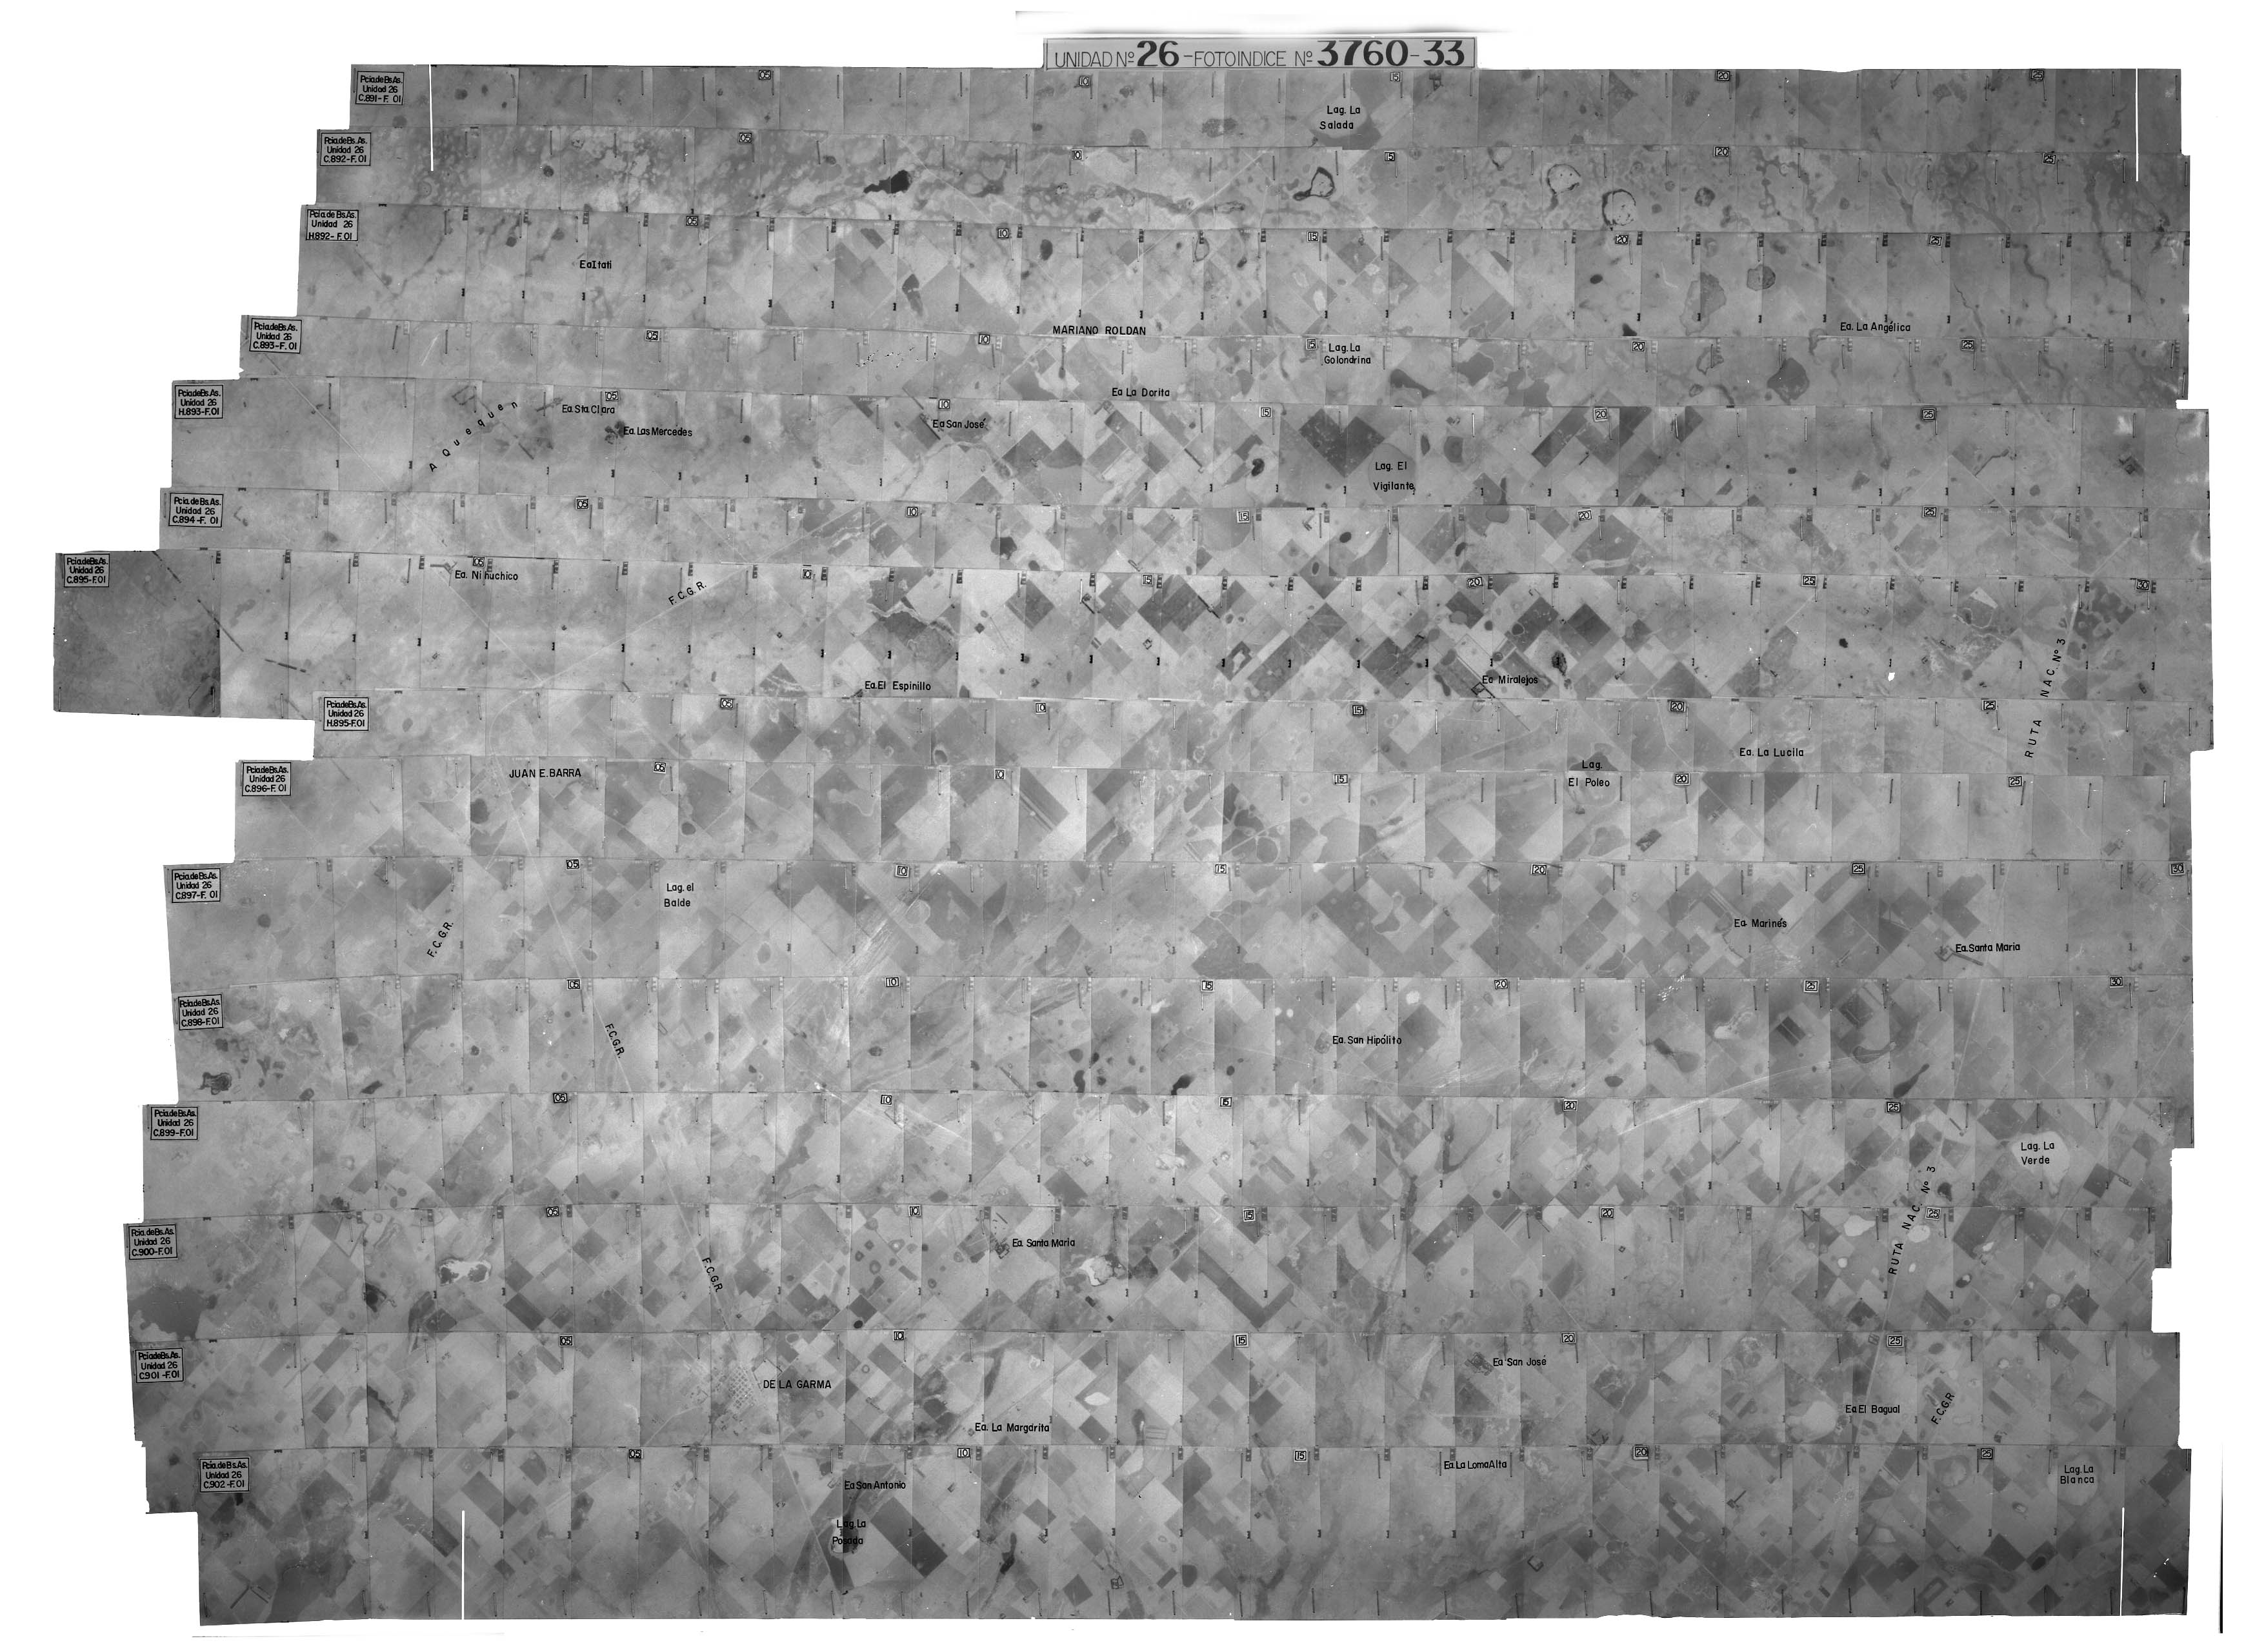 UNIDAD Nº 26-FOTOINDICE Nº 3760-33
Pcia.de Bs.As.
Unidad 26
C.891-F. 01
05
10
15
20
25
Lag. La
Salada
Pcia.de Bs.As.
Unidad 26
C.892-F.01
05
10
15
20
25
Pcia.de Bs.As.
Unidad 26
H.892-F.01
05
10
15
20
25
Ea Itati
MARIANO ROLDAN
Ea. La Angélica
Pcia.de Bs.As.
Unidad 26
C.893-F.01
05
10
15
20
25
Lag. La
Golondrina
Ea La Dorita
Pcia.de Bs.As.
Unidad 26
H.893-F.01
05
10
15
20
25
A Quequen
Ea. Sta Clara
Ea. Las Mercedes
Ea San José
Lag. El
Vigilante
Pcia.de Bs.As.
Unidad 26
C.894-F. 01
05
10
15
20
25
Pcia.de Bs.As.
Unidad 26
C.895-F.01
05
10
15
20
25
30
Ea. Nihuchico
F.C.G.R.
RUTA NAC. Nº 3
Ea. El Espinillo
Ea Miralejos
Pcia.de Bs.As.
Unidad 26
H.895-F.01
05
10
15
20
25
Ea. La Lucila
Lag.
El Poleo
Pcia.de Bs.As.
Unidad 26
C.896-F. 01
JUAN E. BARRA
05
10
15
20
25
Pcia.de Bs.As.
Unidad 26
C.897-F. 01
05
10
15
20
25
30
Lag. el
Balde
F.C.G.R.
Ea. Marinés
Ea. Santa Maria
Pcia.de Bs.As.
Unidad 26
C.898-F.01
05
10
15
20
25
30
F.C.G.R.
Ea. San Hipólito
Pcia.de Bs.As.
Unidad 26
C.899-F.01
05
10
15
20
25
Lag. La
Verde
RUTA NAC. Nº 3
Pcia.de Bs.As.
Unidad 26
C.900-F.01
05
10
15
20
25
Ea. Santa Maria
F.C.G.R.
Pcia.de Bs.As.
Unidad 26
C.901-F.01
05
10
15
20
25
Ea San José
DE LA GARMA
Ea El Bagual
F.C.G.R
Ea. La Margarita
Pcia.de Bs.As.
Unidad 26
C.902-F.01
05
10
15
20
25
Ea. La Loma Alta
Lag. La
Blanca
Ea San Antonio
Lag. La
Posada